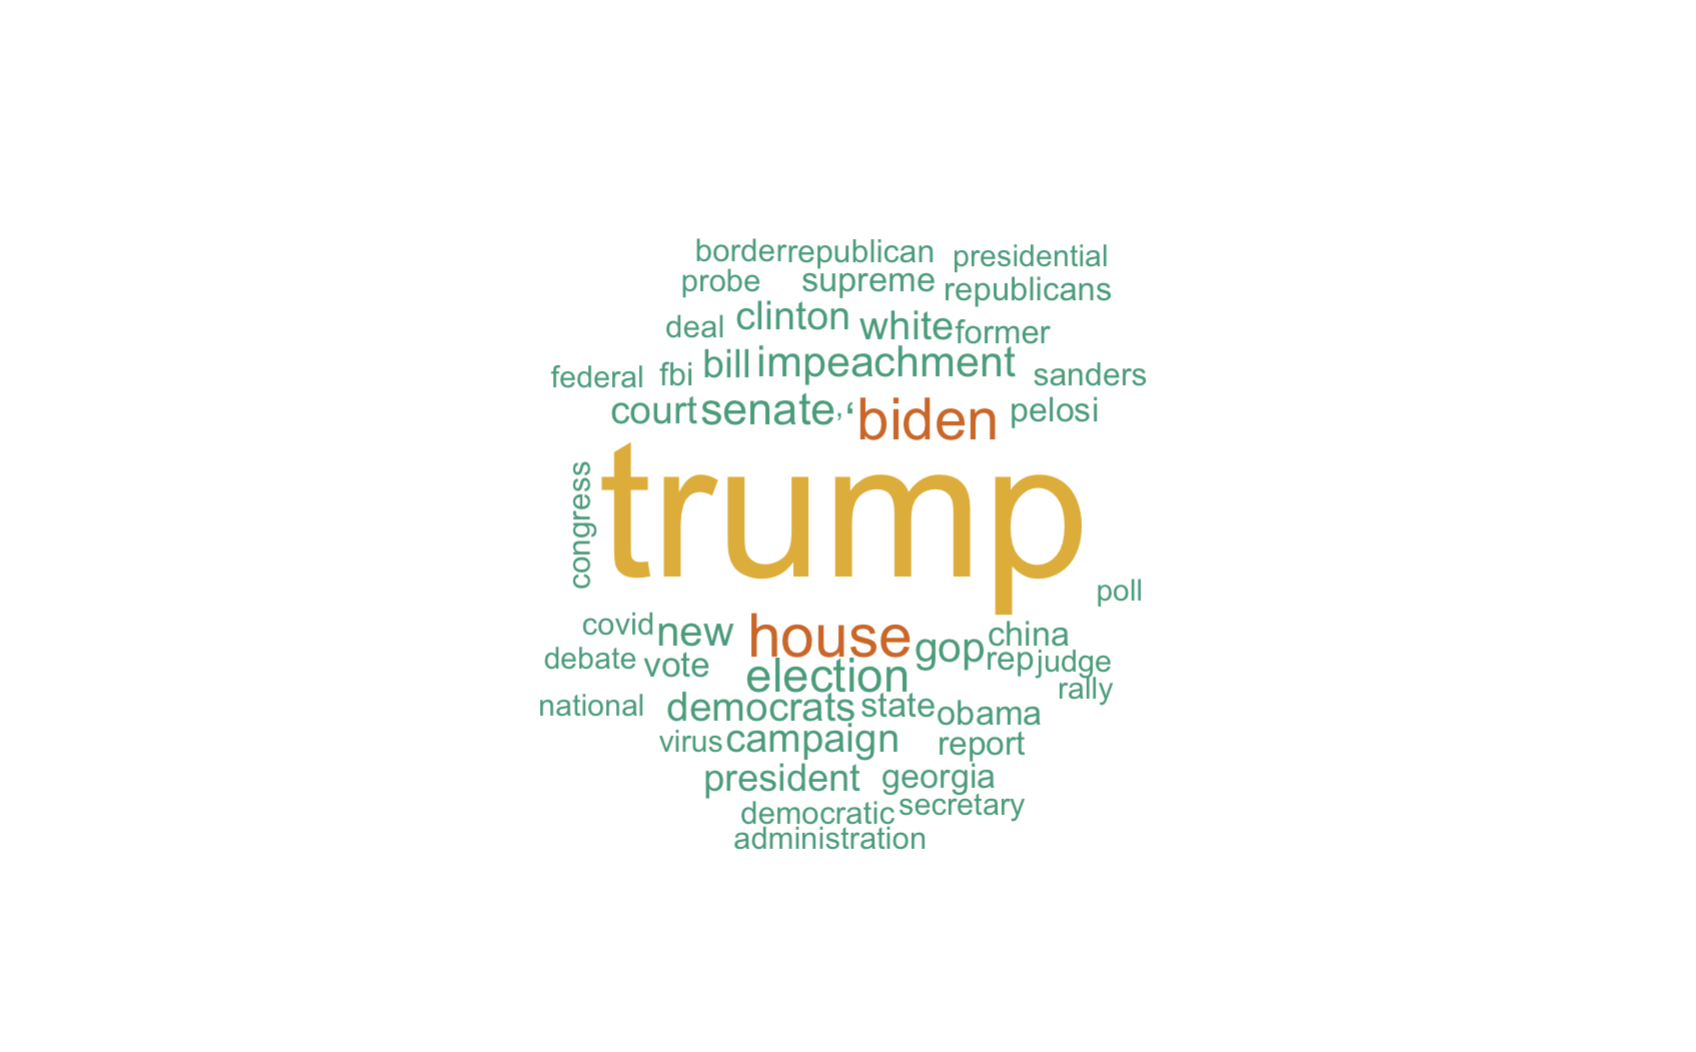 border republican presidential
probe supreme republicans
deal clinton white former
federal fbi bill impeachment sanders
court senate ,‘ biden pelosi
congress trump
poll
covid new house gop china
debate vote election rep judge
rally
national democrats state obama
virus campaign report
president georgia
democratic secretary
administration